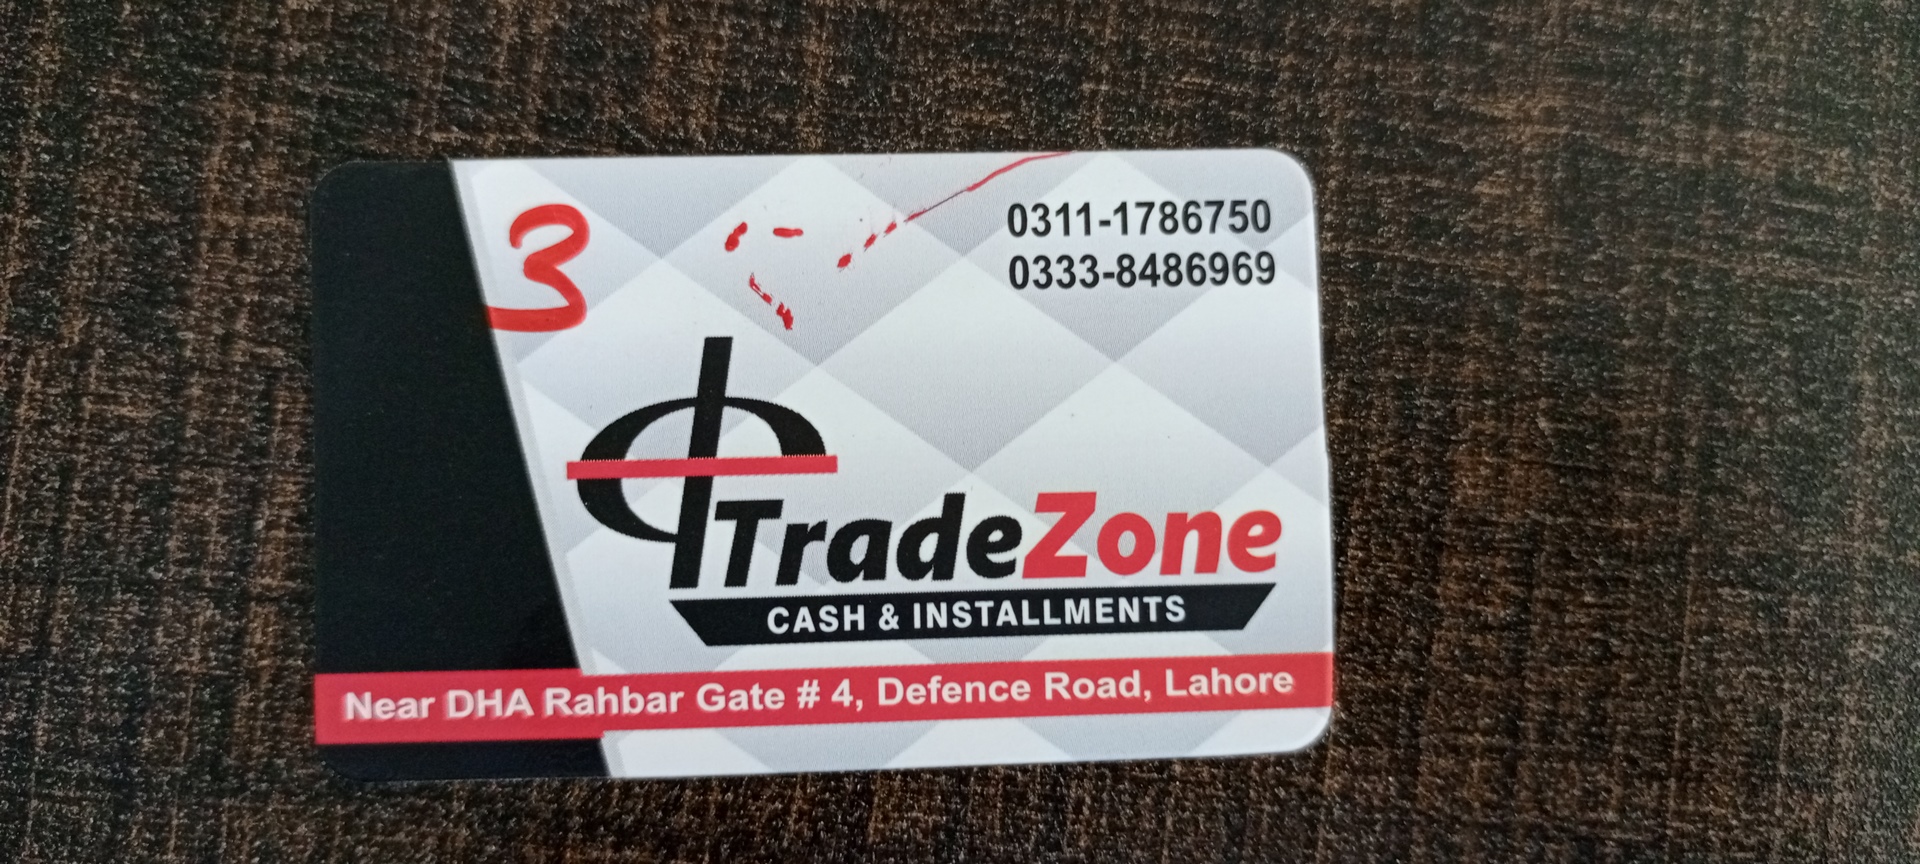 3
0311-1786750
0333-8486969
TradeZone
CASH & INSTALLMENTS
Near DHA Rahbar Gate # 4, Defence Road, Lahore